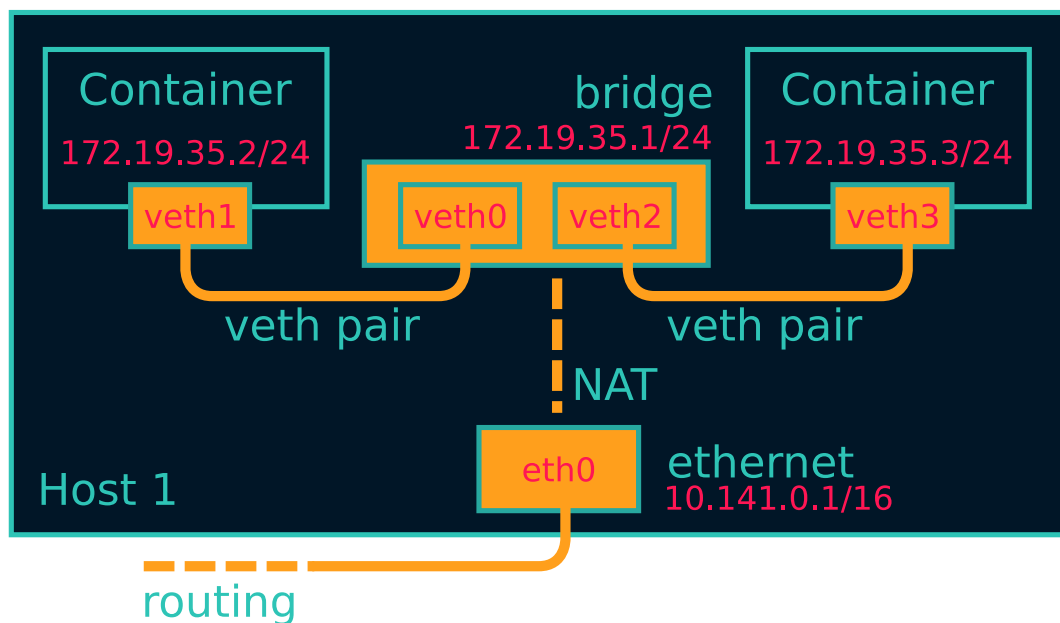 Container
172.19.35.2/24
veth1
bridge
172.19.35.1/24
veth0
veth2
Container
172.19.35.3/24
veth3
veth pair
veth pair
NAT
eth0
ethernet
10.141.0.1/16
Host 1
routing